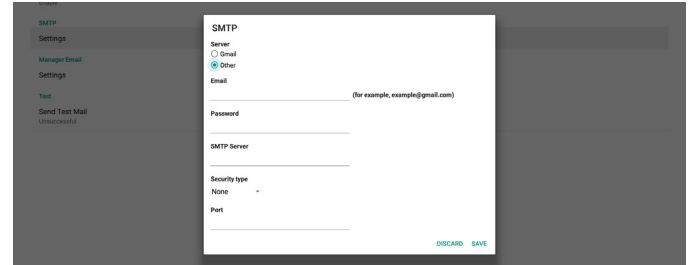 Enable
SMTP
Settings
Manager Email
Settings
Test
Send Test Mail
Unsuccessful
SMTP
Server
Gmail
Other
Email
(for example, example@gmail.com)
Password
SMTP Server
Security type
None
Port
DISCARD SAVE